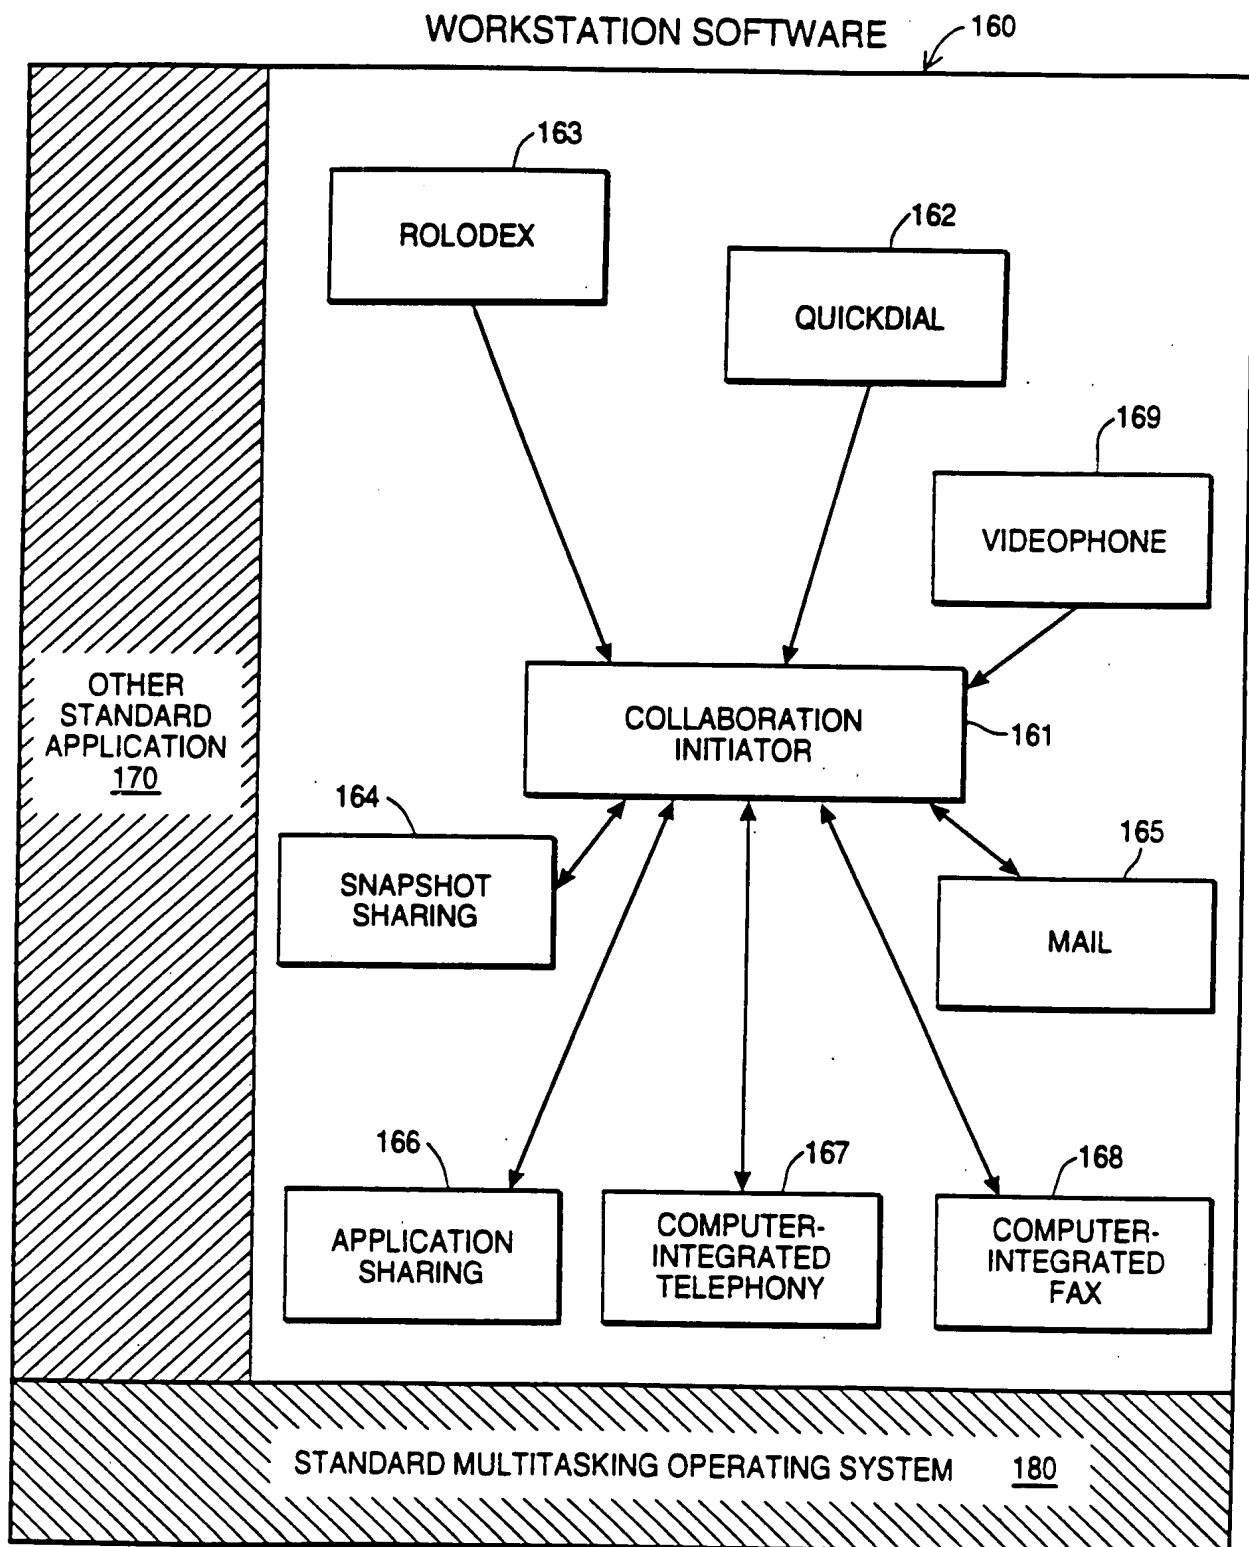 WORKSTATION SOFTWARE
160
163
ROLODEX
162
QUICKDIAL
169
VIDEOPHONE
OTHER
STANDARD
APPLICATION
170
COLLABORATION
INITIATOR
161
164
SNAPSHOT
SHARING
165
MAIL
166
APPLICATION
SHARING
167
COMPUTER-
INTEGRATED
TELEPHONY
168
COMPUTER-
INTEGRATED
FAX
STANDARD MULTITASKING OPERATING SYSTEM 180